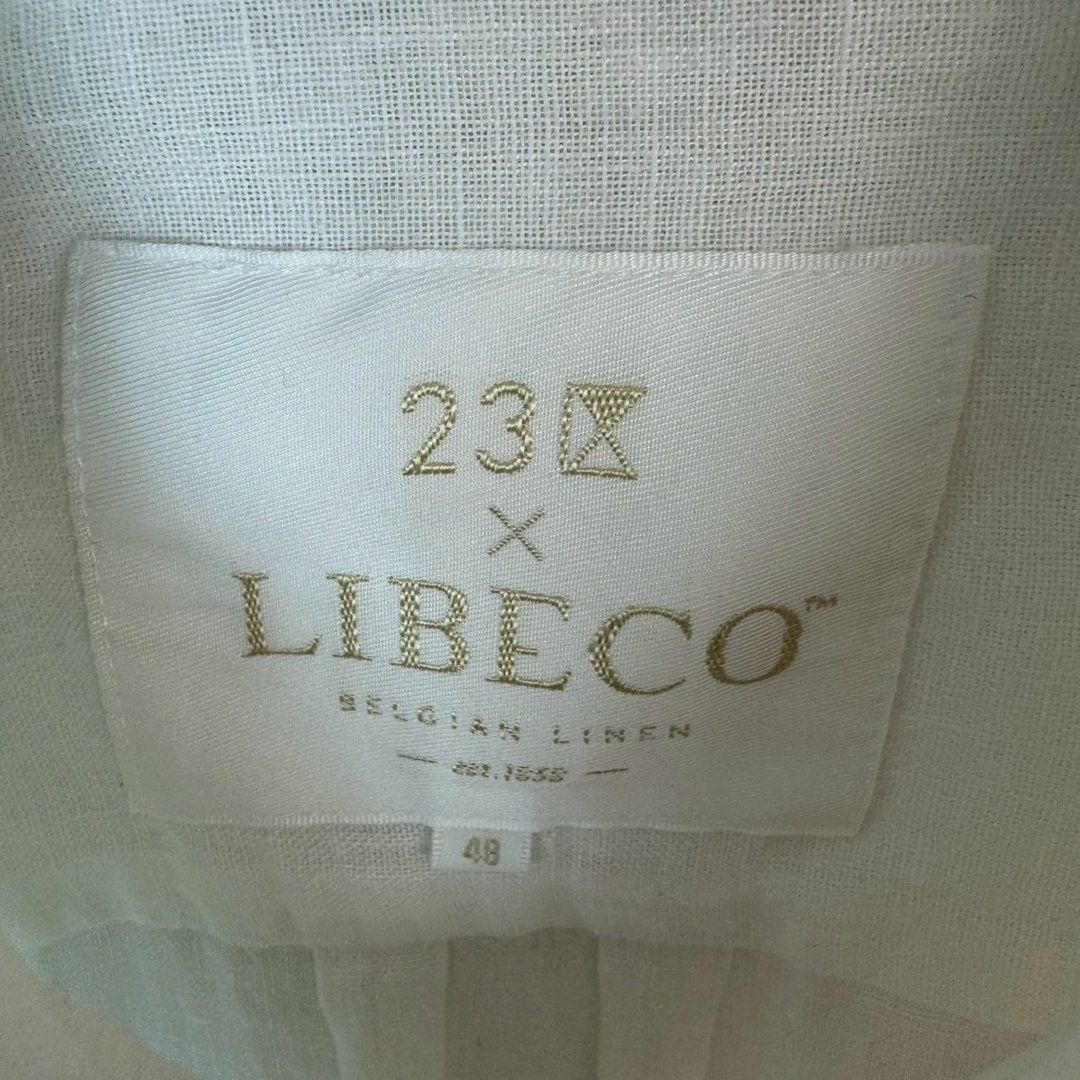 23区
×
LIBECO™
BELGIAN LINEN
— est.1858 —
48